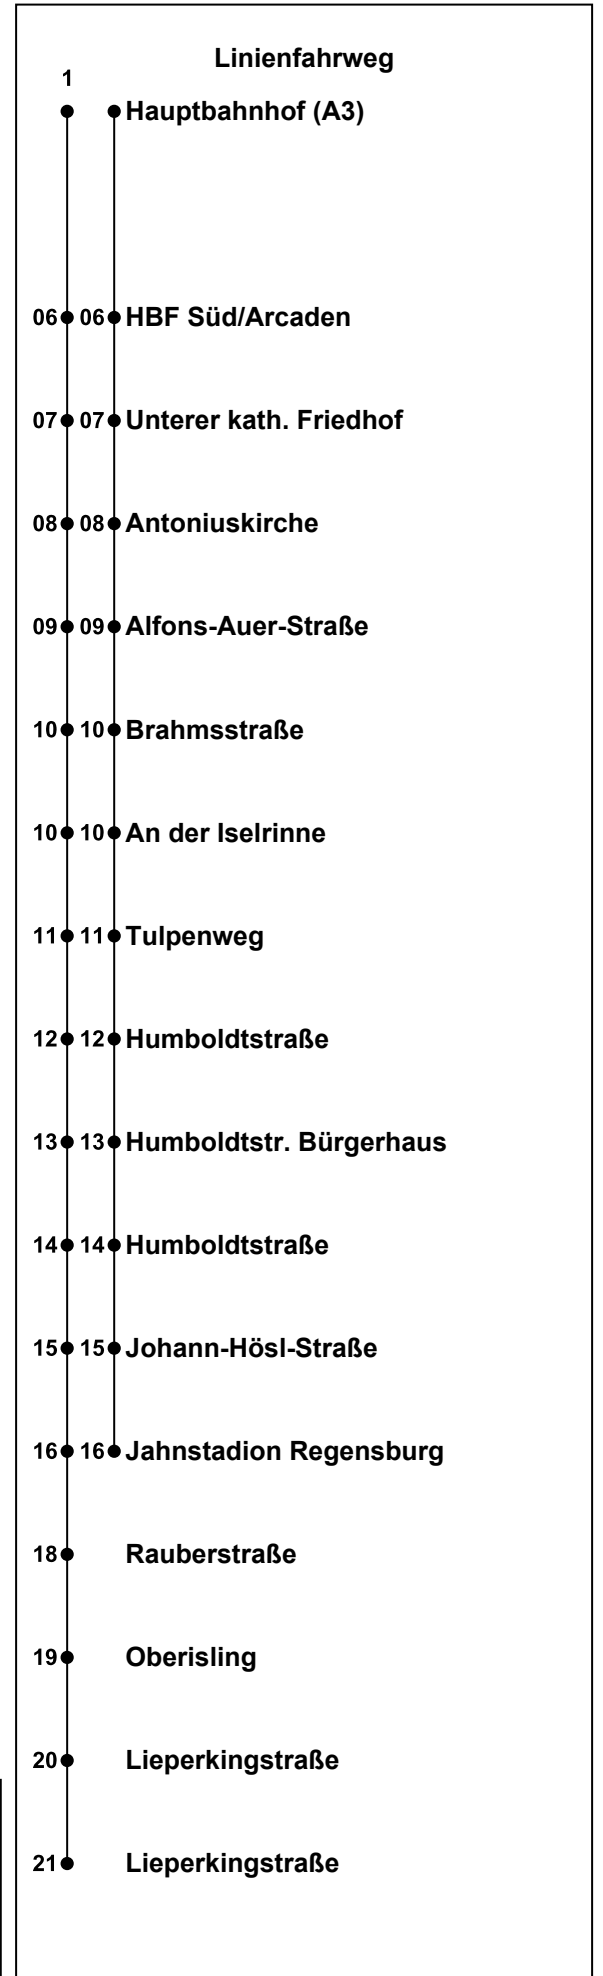 Linienfahrweg
1
Hauptbahnhof (A3)
06 06 HBF Süd/Arcaden
07 07 Unterer kath. Friedhof
08 08 Antoniuskirche
09 09 Alfons-Auer-Straße
10 10 Brahmsstraße
10 10 An der Iselrinne
11 11 Tulpenweg
12 12 Humboldtstraße
13 13 Humboldtstr. Bürgerhaus
14 14 Humboldtstraße
15 15 Johann-Hösl-Straße
16 16 Jahnstadion Regensburg
18 Rauberstraße
19 Oberisling
20 Lieperkingstraße
21 Lieperkingstraße